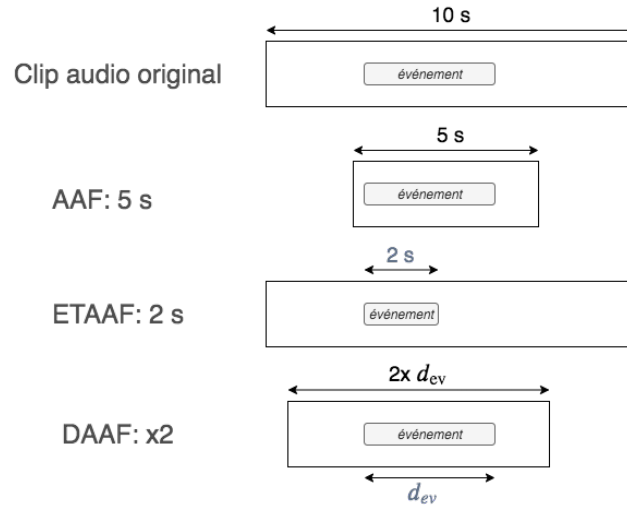 10 s
Clip audio original
événement
5 s
AAF: 5 s
événement
2 s
ETAAF: 2 s
événement
2x d_ev
DAAF: x2
événement
d_ev